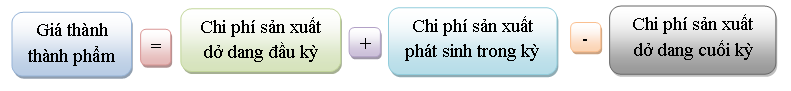 Giá thành
thành phẩm
=
Chi phí sản xuất
dở dang đầu kỳ
+
Chi phí sản xuất
phát sinh trong kỳ
-
Chi phí sản xuất
dở dang cuối kỳ